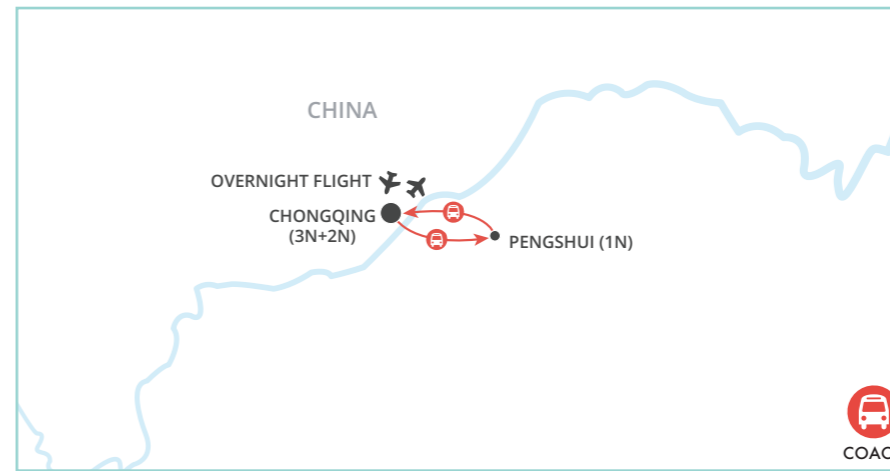 CHINA
OVERNIGHT FLIGHT
CHONGQING
(3N+2N)
PENGSHUI (1N)